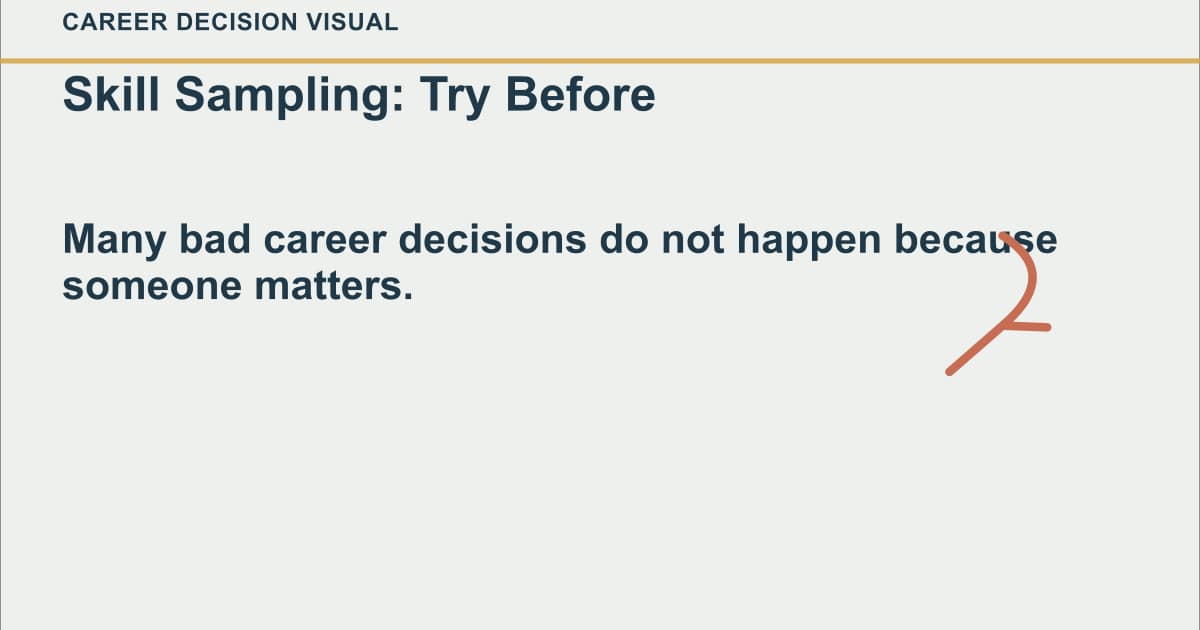 CAREER DECISION VISUAL
Skill Sampling: Try Before
Many bad career decisions do not happen because
someone matters.